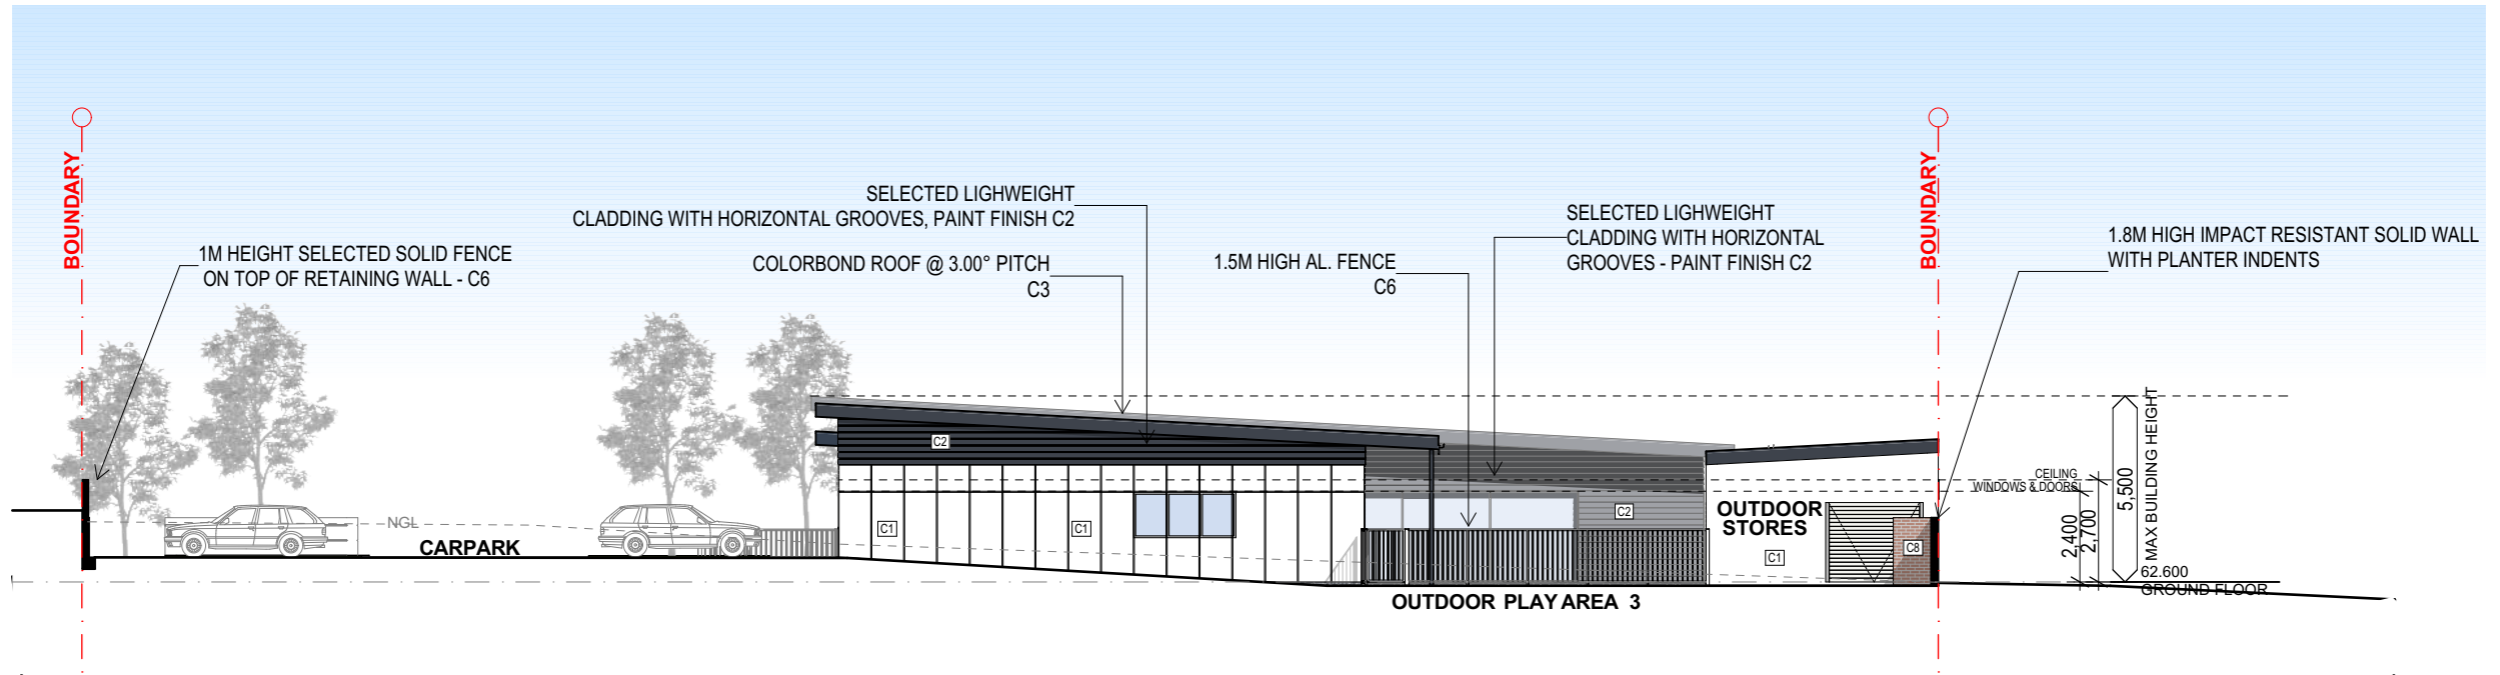 BOUNDARY
BOUNDARY
SELECTED LIGHWEIGHT
CLADDING WITH HORIZONTAL GROOVES, PAINT FINISH C2
SELECTED LIGHWEIGHT
CLADDING WITH HORIZONTAL
GROOVES - PAINT FINISH C2
1.8M HIGH IMPACT RESISTANT SOLID WALL
WITH PLANTER INDENTS
1M HEIGHT SELECTED SOLID FENCE
ON TOP OF RETAINING WALL - C6
COLORBOND ROOF @ 3.00° PITCH
C3
1.5M HIGH AL. FENCE
C6
C2
CEILING
WINDOWS & DOORS
2,400
2,700
5,500
MAX BUILDING HEIGHT
NGL
CARPARK
C1
C1
C2
OUTDOOR
STORES
C1
C8
62.600
GROUND FLOOR
OUTDOOR PLAY AREA 3